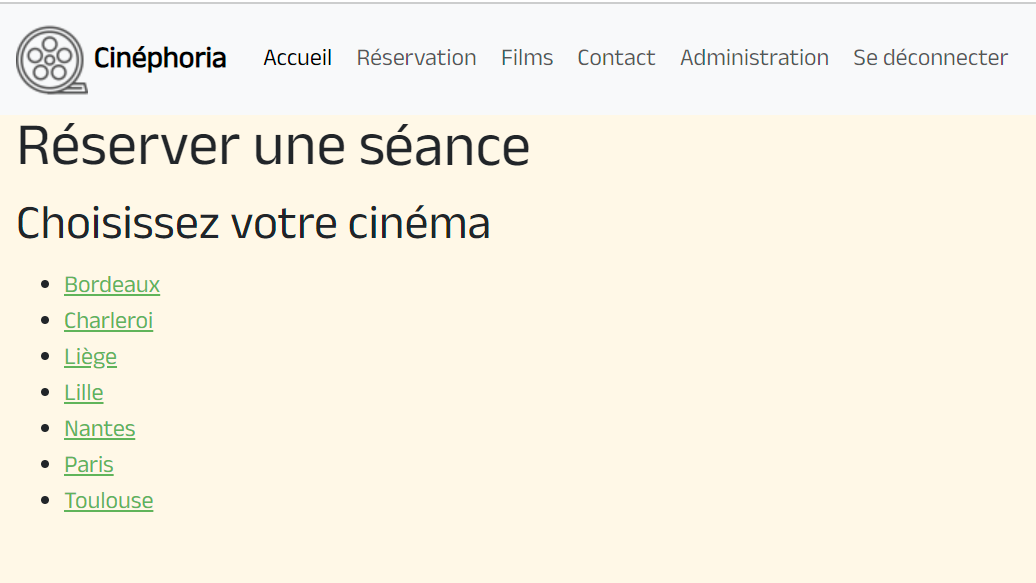 Cinéphoria Accueil Réservation Films Contact Administration Se déconnecter
Réserver une séance
Choisissez votre cinéma
Bordeaux
Charleroi
Liège
Lille
Nantes
Paris
Toulouse